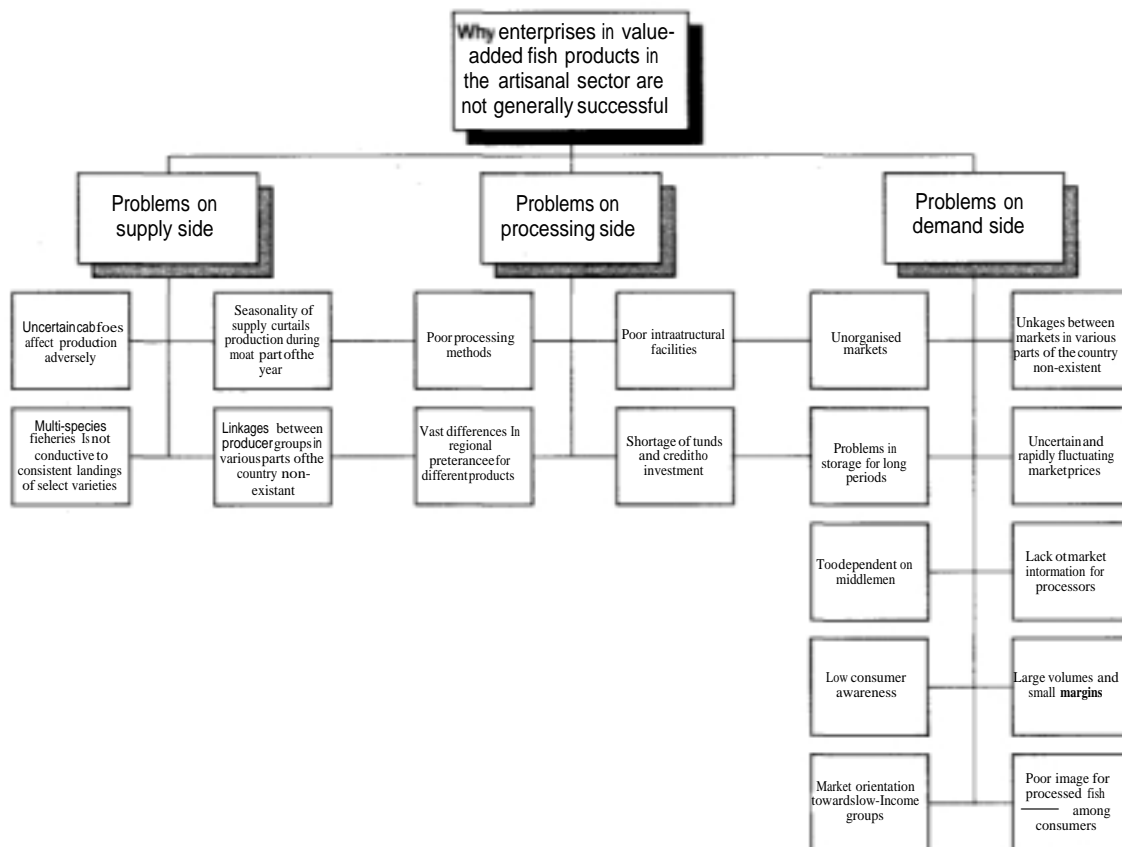 Why enterprises in value-
added fish products in
the artisanal sector are
not generally successful
Problems on
supply side
Problems on
processing side
Problems on
demand side
Uncertain cabfoes
affect production
adversely
Seasonality of
supply curtails
production during
moat part of the
year
Poor processing
methods
Poor intraatructural
facilities
Unorganised
markets
Unkages between
markets in various
parts of the country
non-existent
Multi-species
fieheries Is not
conductive to
consistent landings
of select varieties
Linkages between
producer groups in
various parts of the
country non-
existant
Vast differences In
regional preterancee for
different products
Shortage of tunds
and creditho
investment
Problems in
storage for long
periods
Uncertain and
rapidly fluctuating
market prices
Too dependent on
middlemen
Lack ot market
intormation for
processors
Low consumer
awareness
Large volumes and
small margins
Market orientation
towards low-Income
groups
Poor image for
processed fish
among
consumers